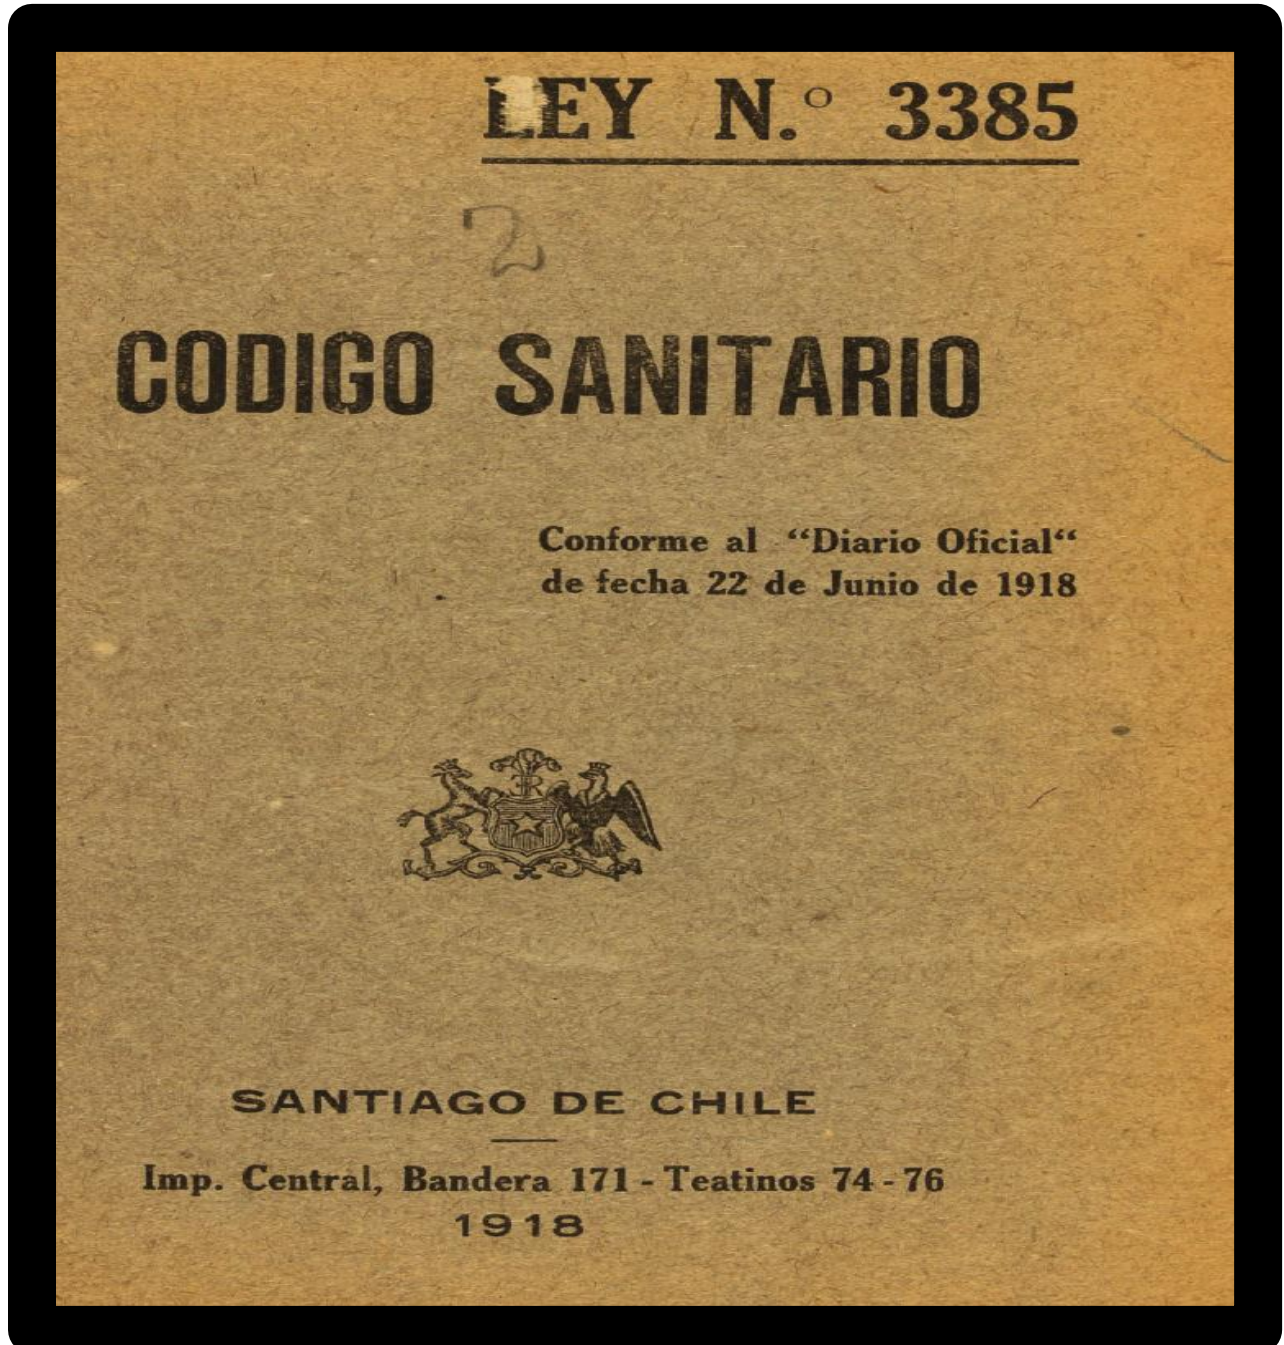 LEY N.º 3385
2
CODIGO SANITARIO
Conforme al “Diario Oficial“
de fecha 22 de Junio de 1918
SANTIAGO DE CHILE
Imp. Central, Bandera 171 - Teatinos 74 - 76
1918